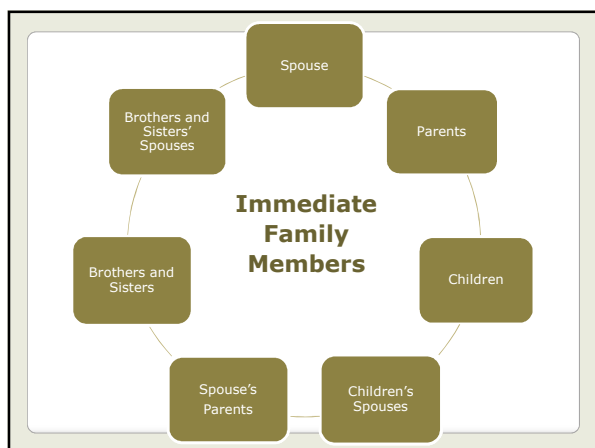 Spouse
Parents
Children
Children's
Spouses
Spouse's
Parents
Brothers and
Sisters
Brothers and
Sisters'
Spouses
Immediate
Family
Members